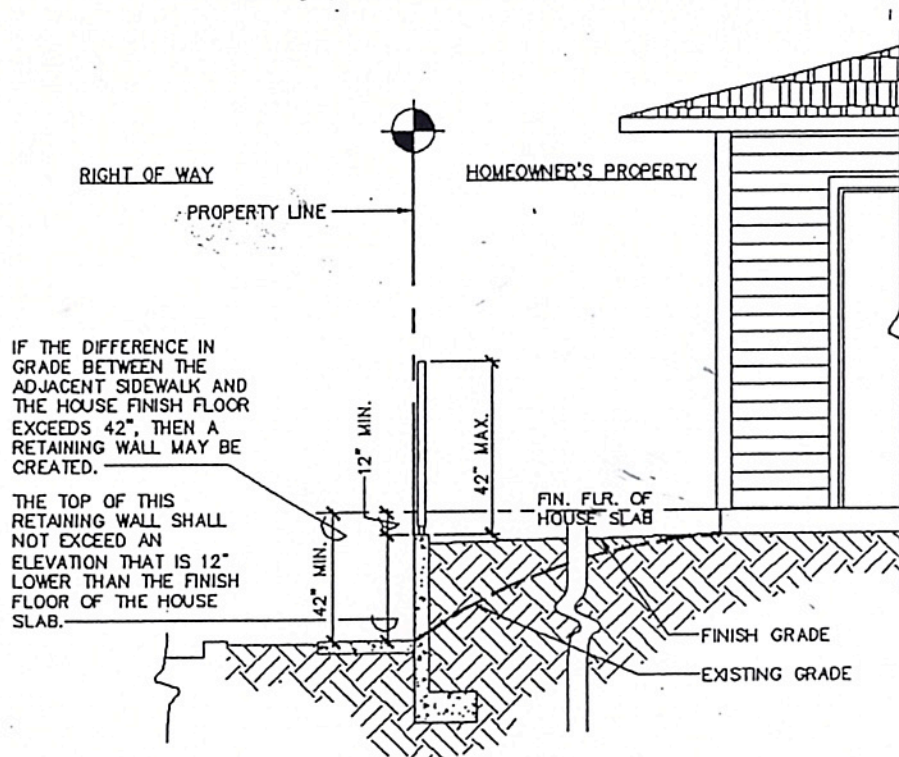 RIGHT OF WAY
HOMEOWNER'S PROPERTY
PROPERTY LINE
IF THE DIFFERENCE IN
GRADE BETWEEN THE
ADJACENT SIDEWALK AND
THE HOUSE FINISH FLOOR
EXCEEDS 42", THEN A
RETAINING WALL MAY BE
CREATED.
THE TOP OF THIS
RETAINING WALL SHALL
NOT EXCEED AN
ELEVATION THAT IS 12"
LOWER THAN THE FINISH
FLOOR OF THE HOUSE
SLAB.
12" MIN.
42" MAX.
42" MIN.
FIN. FLR. OF
HOUSE SLAB
FINISH GRADE
EXISTING GRADE